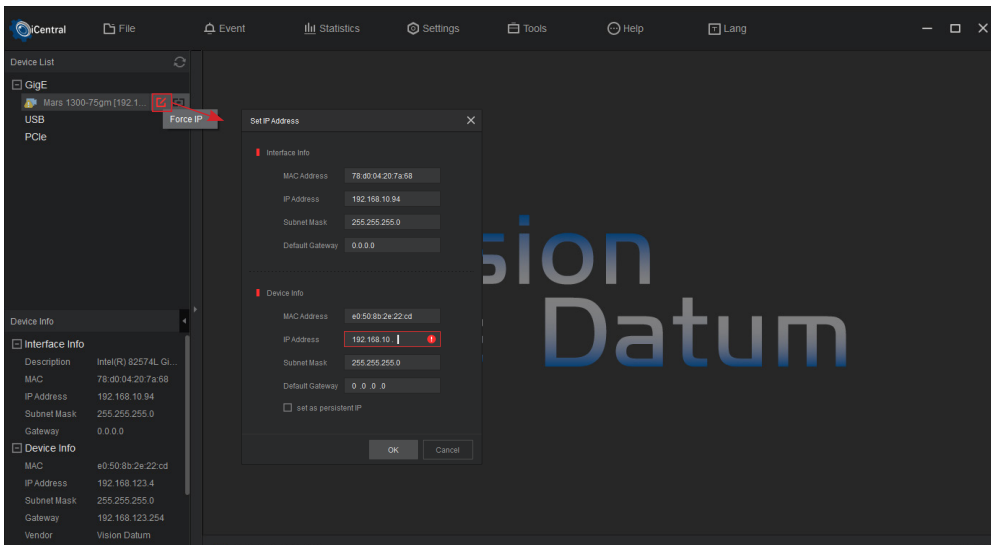 iCentral File Event Statistics Settings Tools Help Lang
Device List
GigE
Mars 1300-75gm [192.1...
Force IP
USB
PCIe
Set IP Address
Interface Info
MAC Address 78:d0:04:20:7a:68
IP Address 192.168.10.94
Subnet Mask 255.255.255.0
Default Gateway 0.0.0.0
Device Info
MAC Address e0:50:8b:2e:22:cd
IP Address 192.168.10 .
Subnet Mask 255.255.255.0
Default Gateway 0 .0 .0 .0
set as persistent IP
OK Cancel
sion
Datum
Device Info
Interface Info
Description Intel(R) 82574L Gi...
MAC 78:d0:04:20:7a:68
IP Address 192.168.10.94
Subnet Mask 255.255.255.0
Gateway 0.0.0.0
Device Info
MAC e0:50:8b:2e:22:cd
IP Address 192.168.123.4
Subnet Mask 255.255.255.0
Gateway 192.168.123.254
Vendor Vision Datum